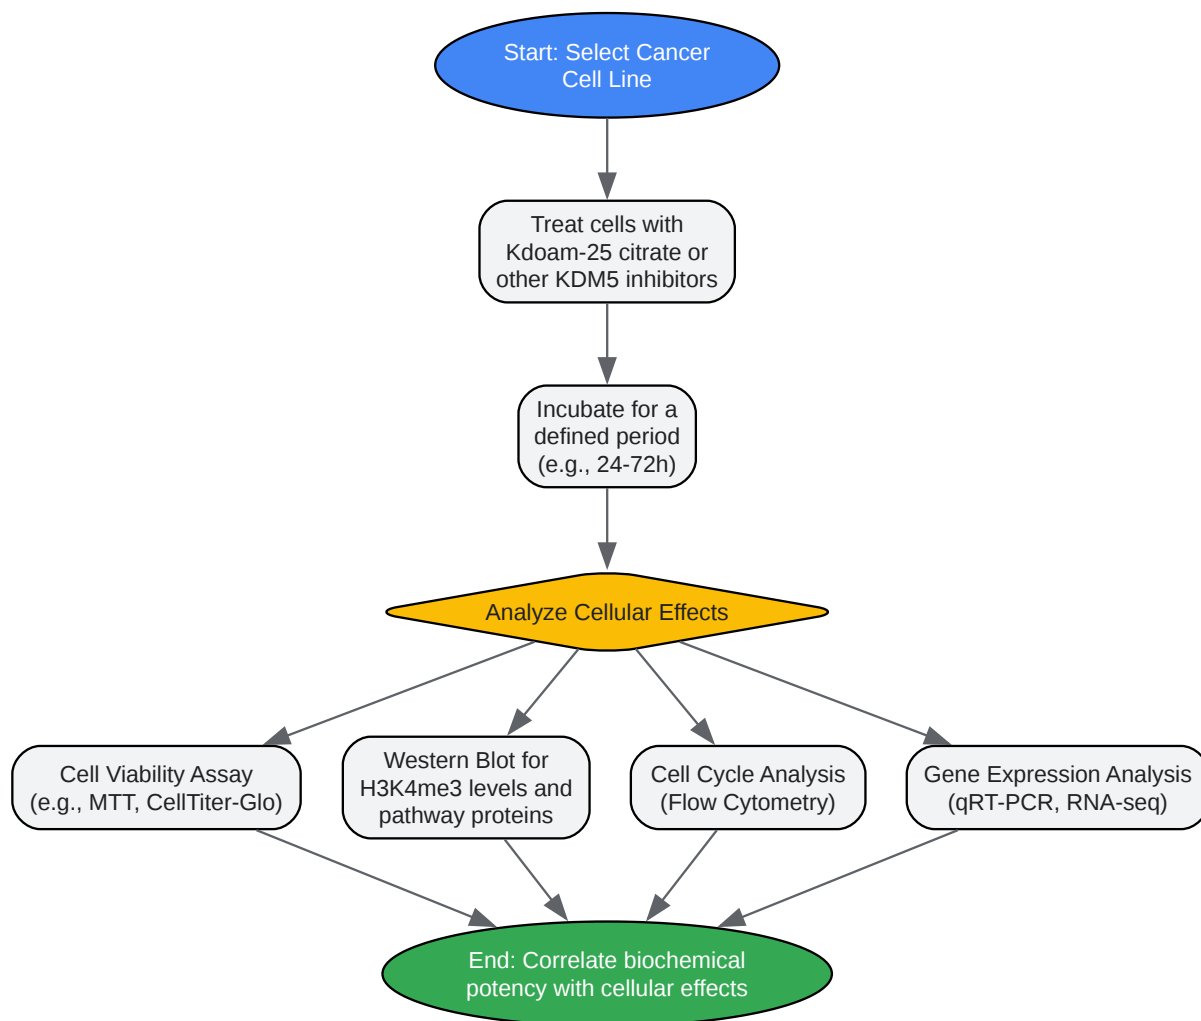 Start: Select Cancer
Cell Line
Treat cells with
Kdoam-25 citrate or
other KDM5 inhibitors
Incubate for a
defined period
(e.g., 24-72h)
Analyze Cellular Effects
Cell Viability Assay
(e.g., MTT, CellTiter-Glo)
Western Blot for
H3K4me3 levels and
pathway proteins
Cell Cycle Analysis
(Flow Cytometry)
Gene Expression Analysis
(qRT-PCR, RNA-seq)
End: Correlate biochemical
potency with cellular effects